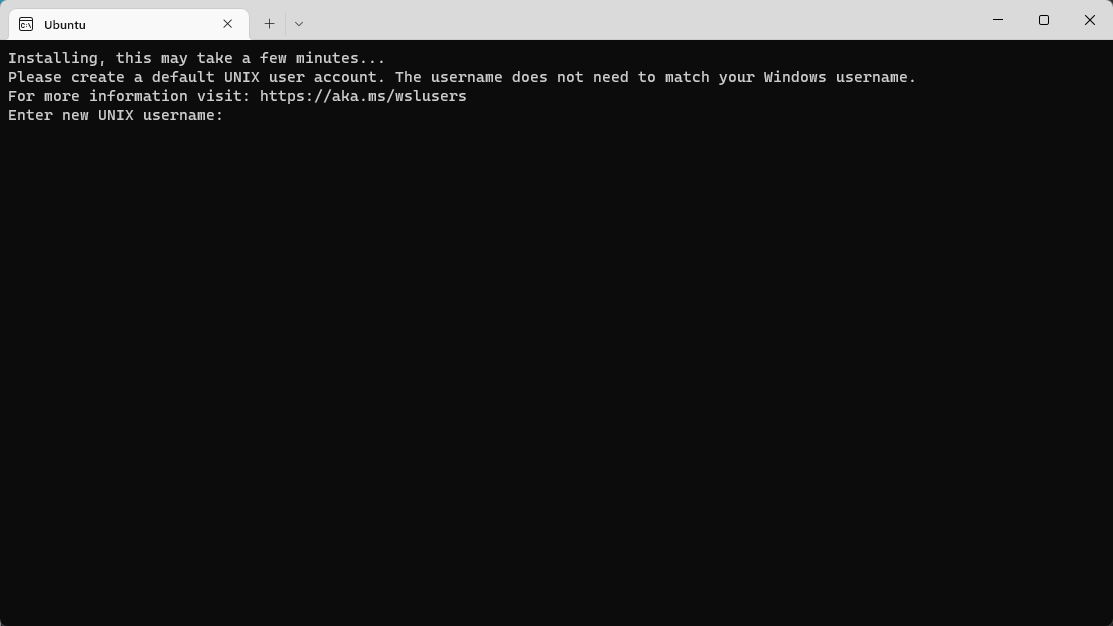 Ubuntu
Installing, this may take a few minutes...
Please create a default UNIX user account. The username does not need to match your Windows username.
For more information visit: https://aka.ms/wslusers
Enter new UNIX username: